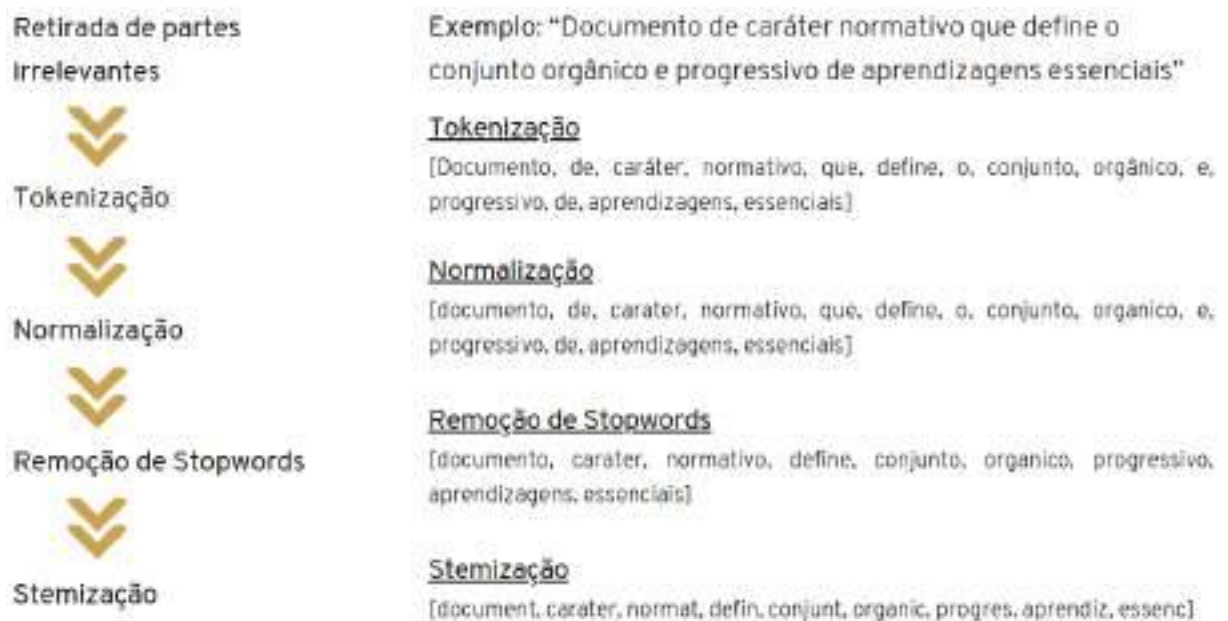 Retirada de partes
Irrelevantes
Tokenização
Normalização
Remoção de Stopwords
Stemização
Exemplo: “Documento de caráter normativo que define o
conjunto orgânico e progressivo de aprendizagens essenciais”
Tokenização
[Documento, de, caráter, normativo, que, define, o, conjunto, orgânico, e,
progressivo, de, aprendizagens, essenciais]
Normalização
[documento, de, carater, normativo, que, define, o, conjunto, organico, e,
progressivo, de, aprendizagens, essenciais]
Remoção de Stopwords
[documento, carater, normativo, define, conjunto, organico, progressivo,
aprendizagens, essenciais]
Stemização
[document, carater, normat, defin, conjunt, organic, progres, aprendiz, essenc]